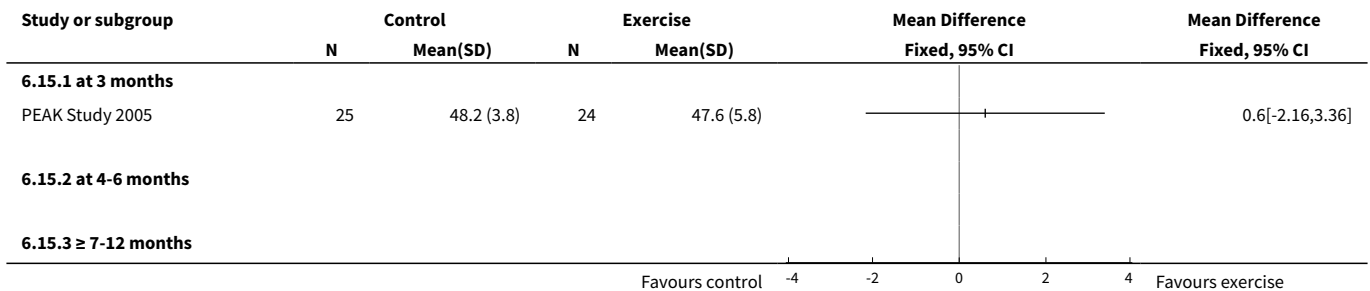 Study or subgroup Control Exercise Mean Difference Mean Difference
N Mean(SD) N Mean(SD) Fixed, 95% CI Fixed, 95% CI
6.15.1 at 3 months
PEAK Study 2005 25 48.2 (3.8) 24 47.6 (5.8) 0.6[-2.16,3.36]
6.15.2 at 4-6 months
6.15.3 ≥ 7-12 months
Favours control -4 -2 0 2 4 Favours exercise